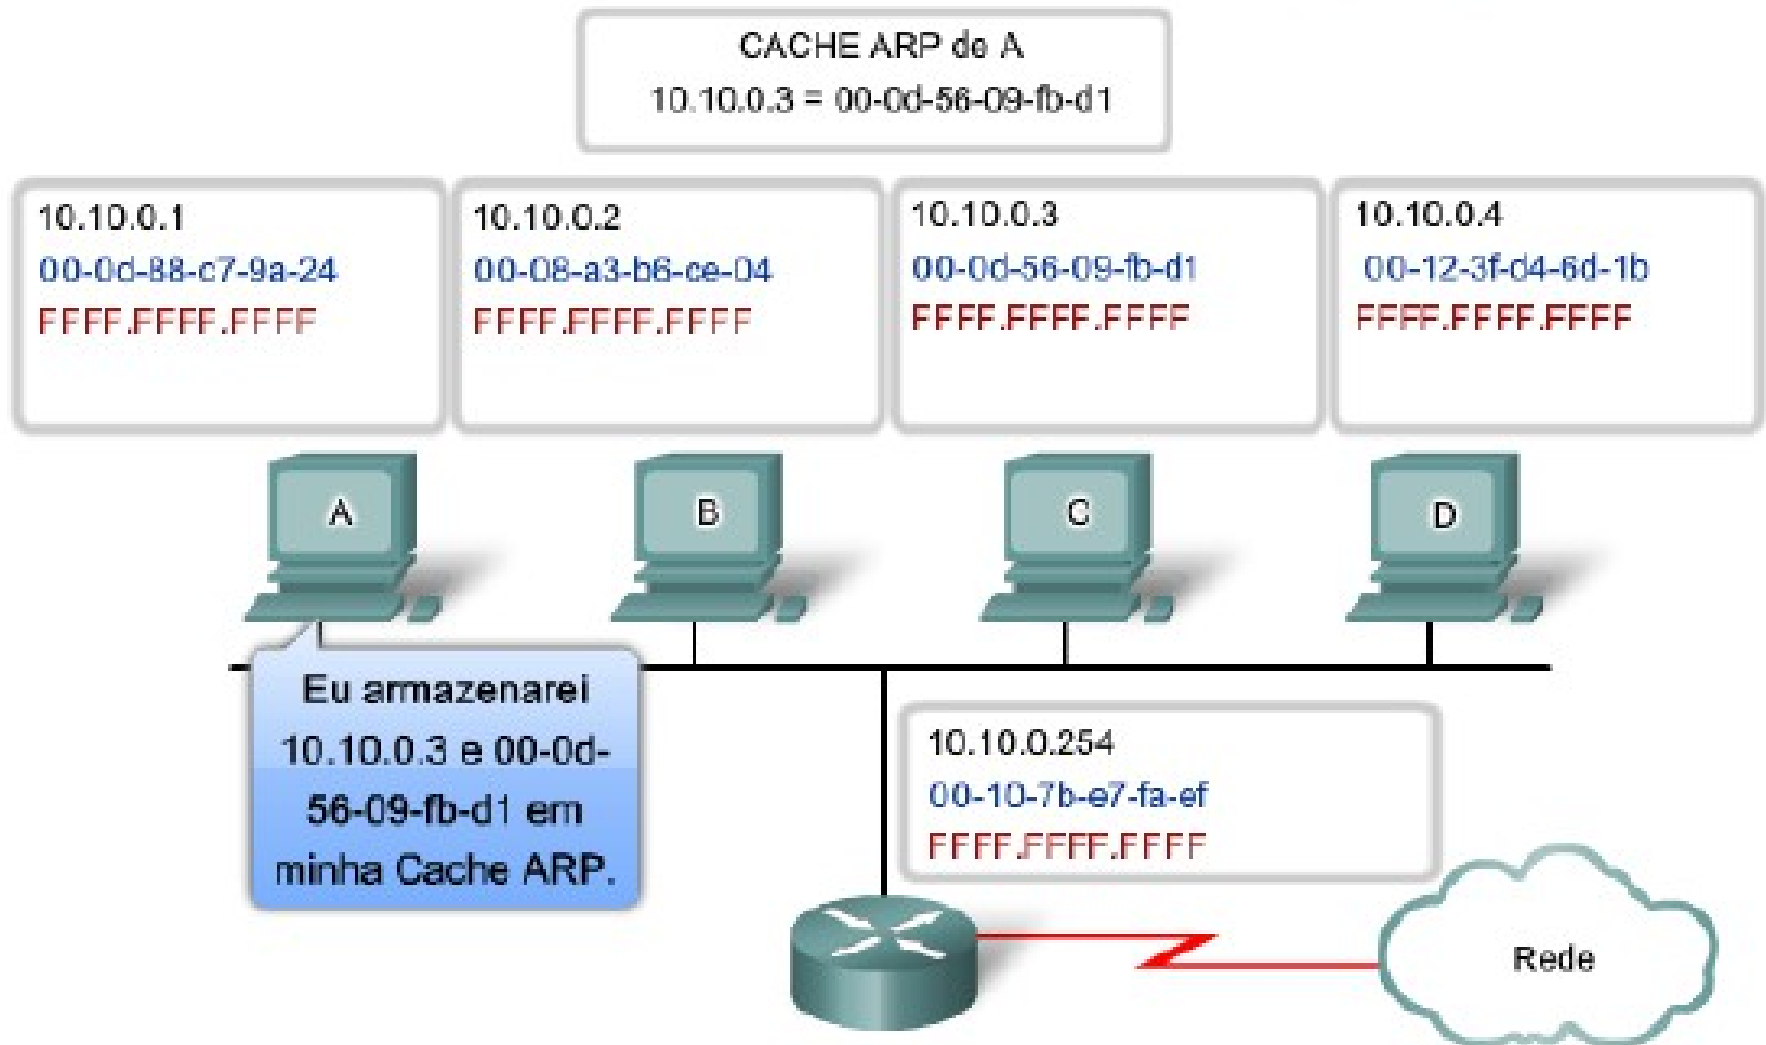 CACHE ARP de A
10.10.0.3 = 00-0d-56-09-fb-d1
10.10.0.1
00-0d-88-c7-9a-24
FFFF.FFFF.FFFF
10.10.0.2
00-08-a3-b6-ce-04
FFFF.FFFF.FFFF
10.10.0.3
00-0d-56-09-fb-d1
FFFF.FFFF.FFFF
10.10.0.4
00-12-3f-d4-6d-1b
FFFF.FFFF.FFFF
A
B
C
D
Eu armazenarei
10.10.0.3 e 00-0d-
56-09-fb-d1 em
minha Cache ARP.
10.10.0.254
00-10-7b-e7-fa-ef
FFFF.FFFF.FFFF
Rede